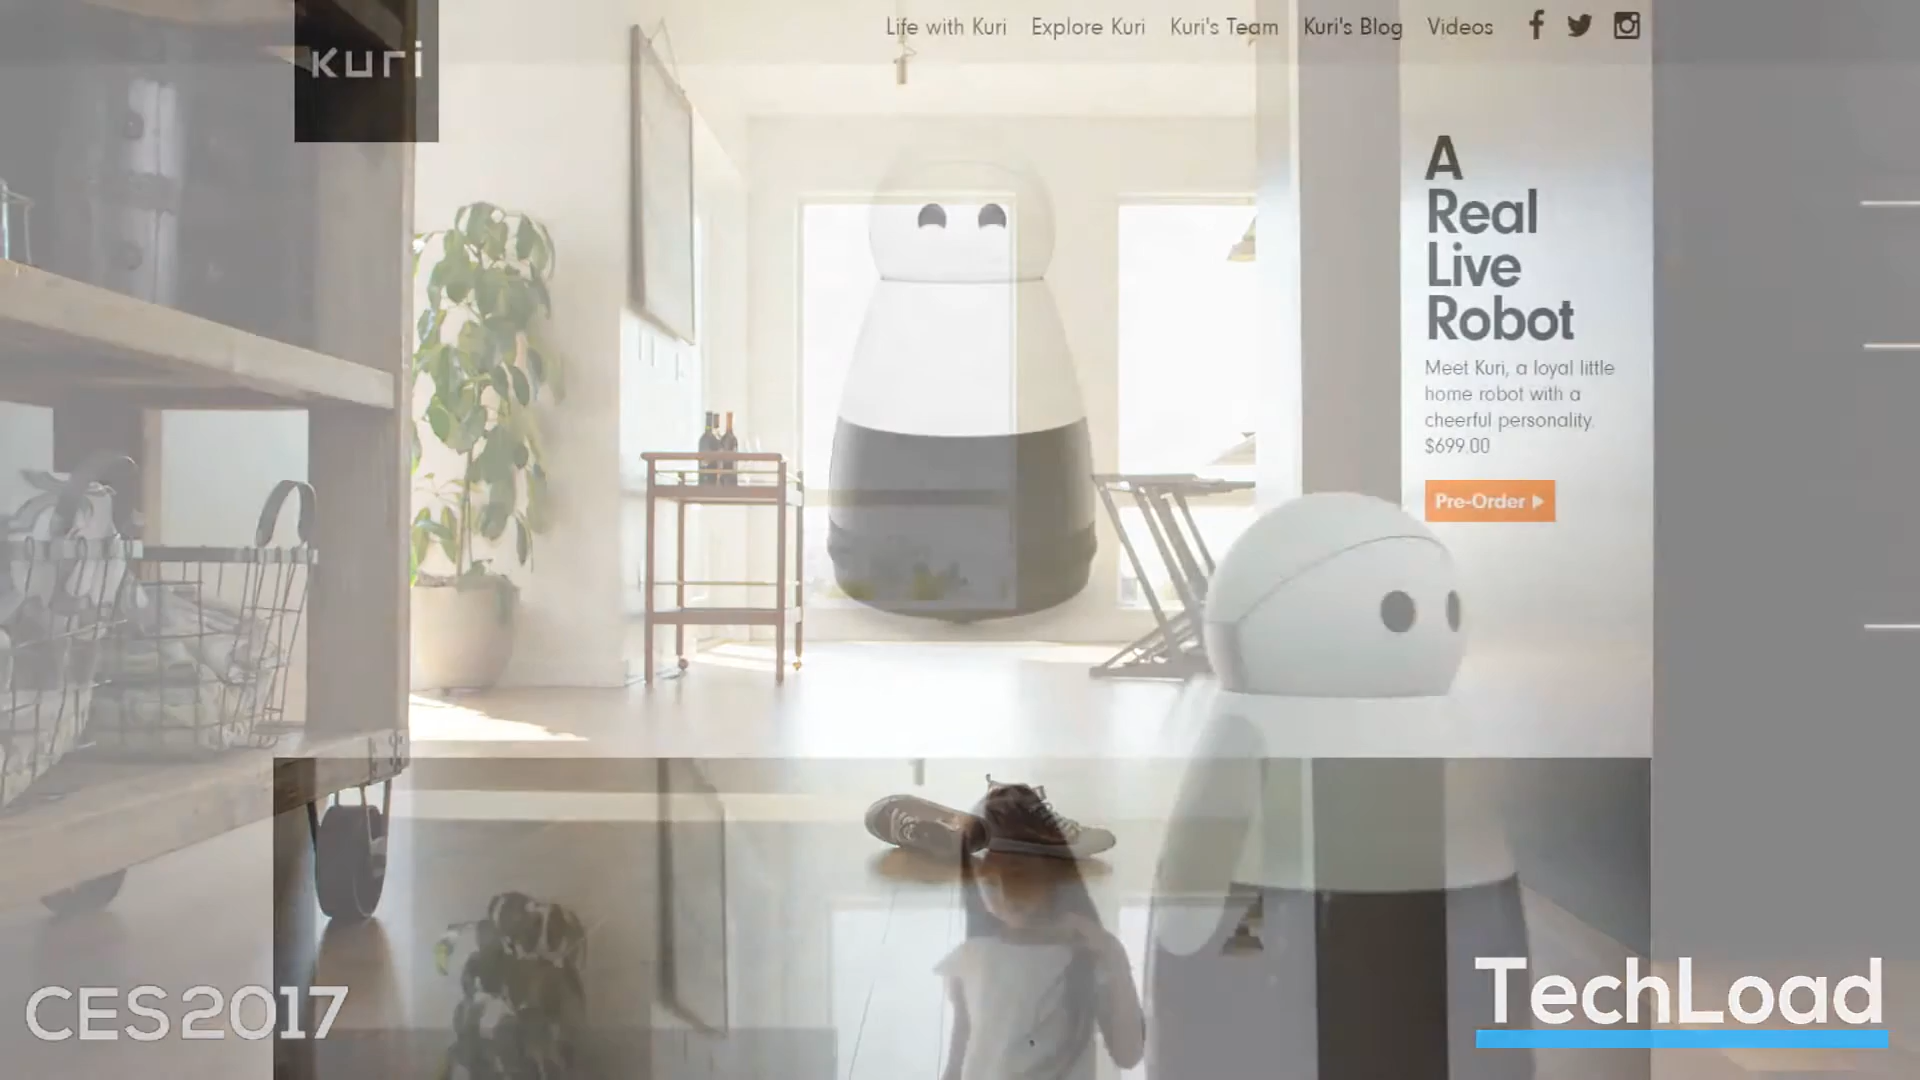 kuri
Life with Kuri
Explore Kuri
Kuri's Team
Kuri's Blog
Videos
A
Real
Live
Robot
Meet Kuri, a loyal little
home robot with a
cheerful personality.
$699.00
Pre-Order
CES2017
TechLoad